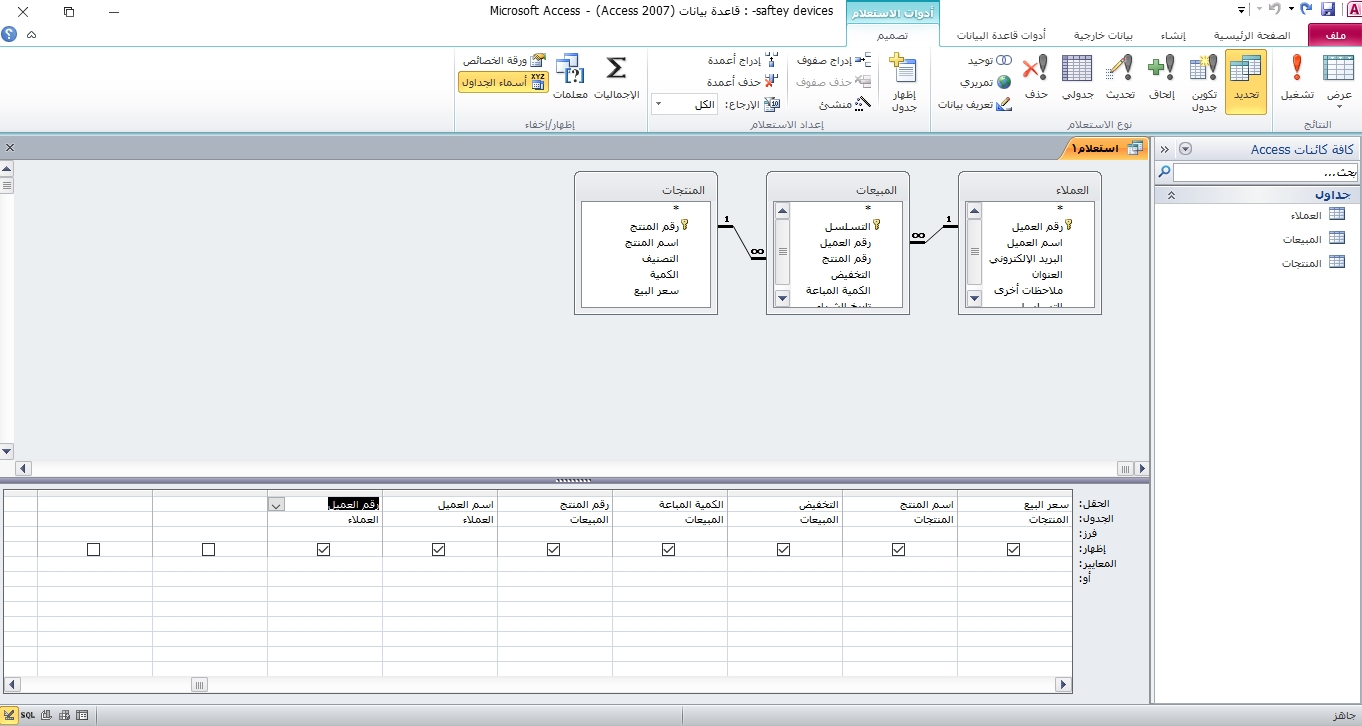 saftey devices- : قاعدة بيانات (Access 2007) - Microsoft Access
أدوات الاستعلام
ملف
الصفحة الرئيسية
إنشاء
بيانات خارجية
أدوات قاعدة البيانات
تصميم
عرض
تشغيل
النتائج
تحديد
تكوين جدول
إلحاق
تحديث
جدولي
حذف
توحيد
تمريري
تعريف بيانات
نوع الاستعلام
إظهار جدول
إدراج صفوف
حذف صفوف
منشئ
إدراج أعمدة
حذف أعمدة
الإرجاع: الكل
إعداد الاستعلام
الإجماليات
معلمات
ورقة الخصائص
أسماء الجداول
إظهار/إخفاء
كافة كائنات Access
بحث...
جداول
العملاء
المبيعات
المنتجات
استعلام١
العملاء
*
رقم العميل
اسم العميل
البريد الإلكتروني
العنوان
ملاحظات أخرى
1
∞
المبيعات
*
التسلسل
رقم العميل
رقم المنتج
التخفيض
الكمية المباعة
∞
1
المنتجات
*
رقم المنتج
اسم المنتج
التصنيف
الكمية
سعر البيع
الحقل: سعر البيع اسم المنتج التخفيض الكمية المباعة رقم المنتج اسم العميل رقم العميل
الجدول: المنتجات المنتجات المبيعات المبيعات المبيعات العملاء العملاء
فرز:
إظهار:
المعايير:
أو:
جاهز
SQL